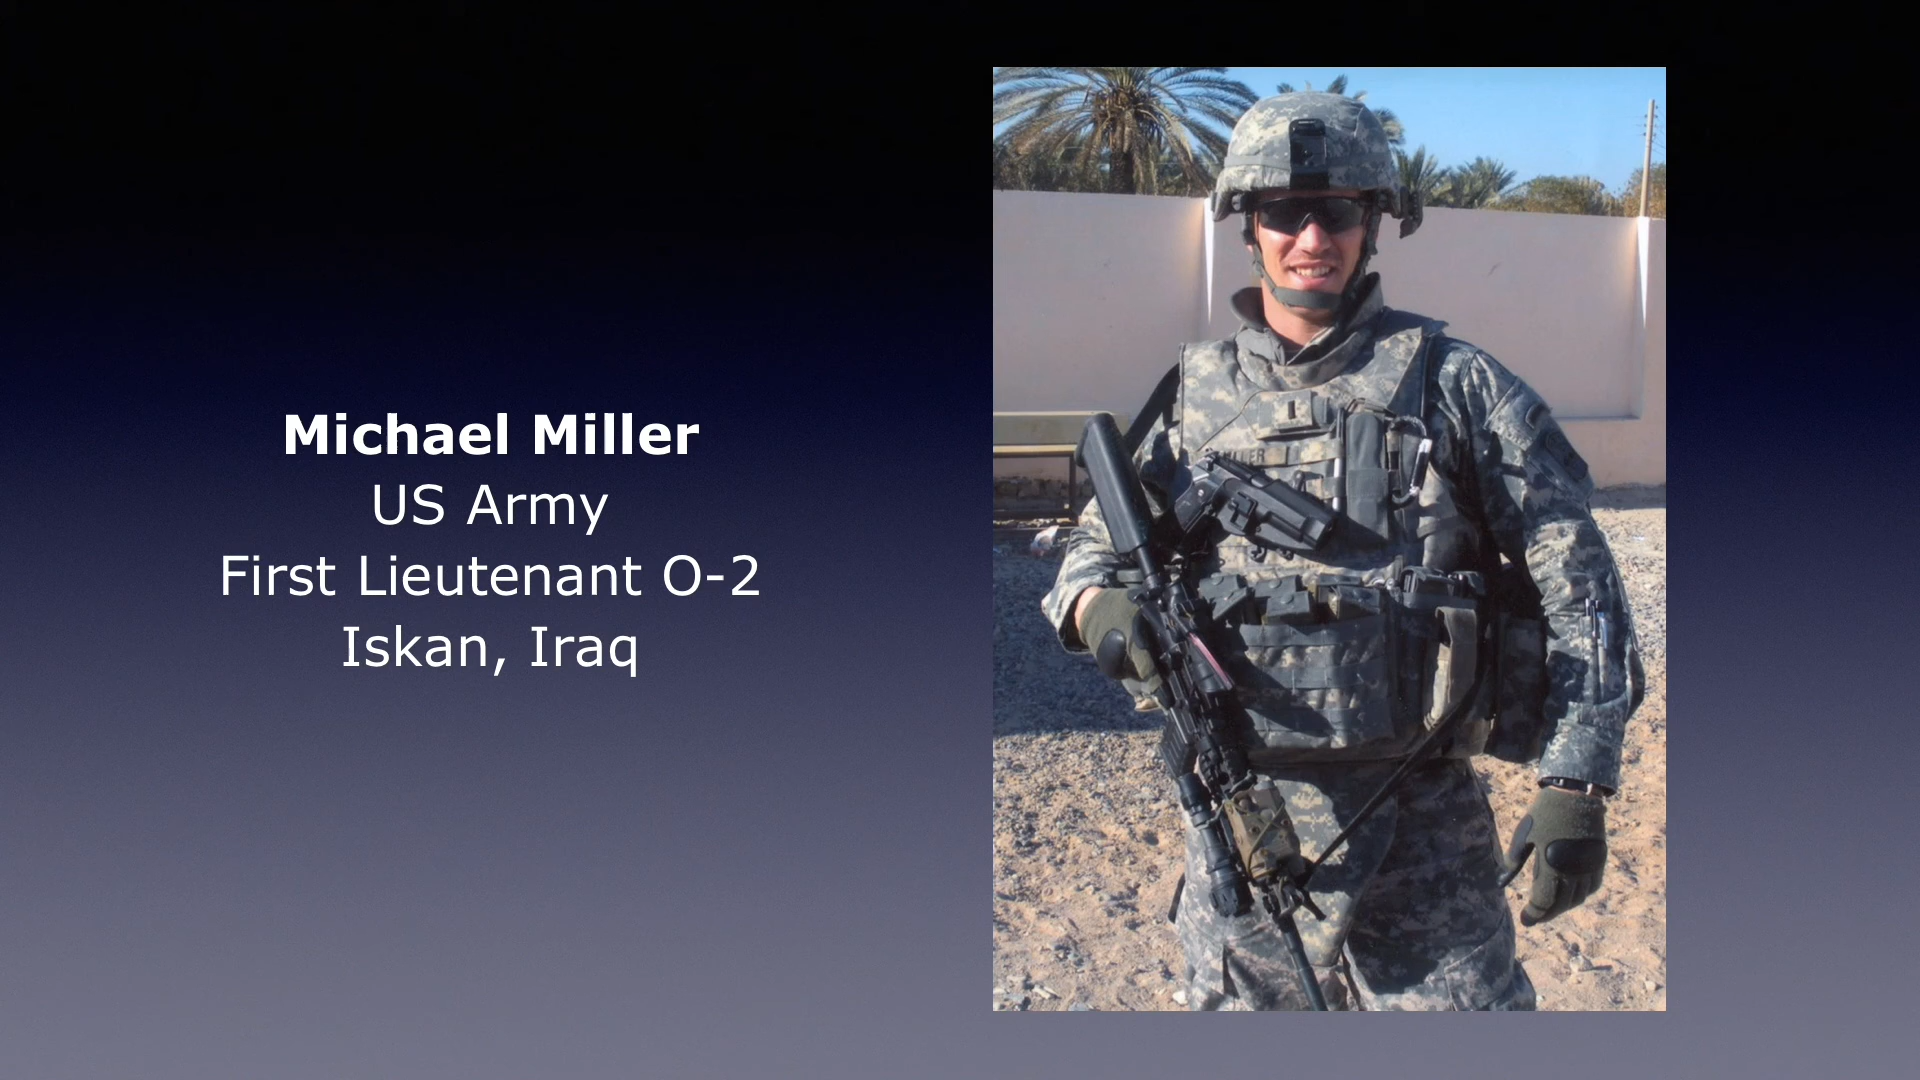 Michael Miller
US Army
First Lieutenant O-2
Iskan, Iraq